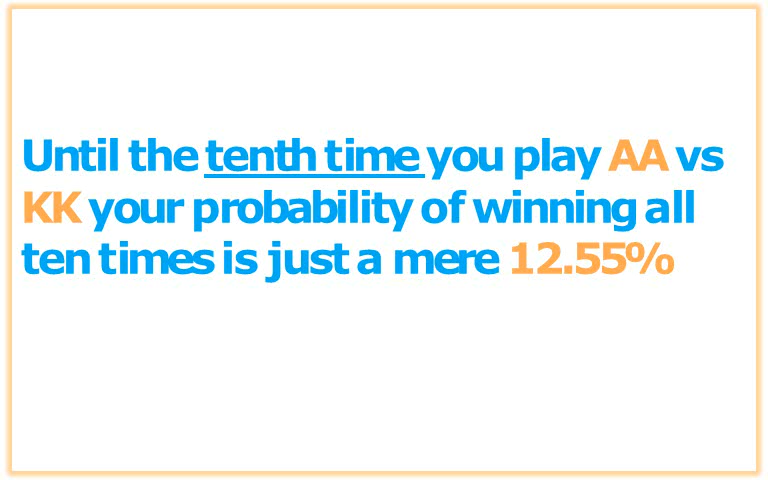 Until the tenth time you play AA vs
KK your probability of winning all
ten times is just a mere 12.55%